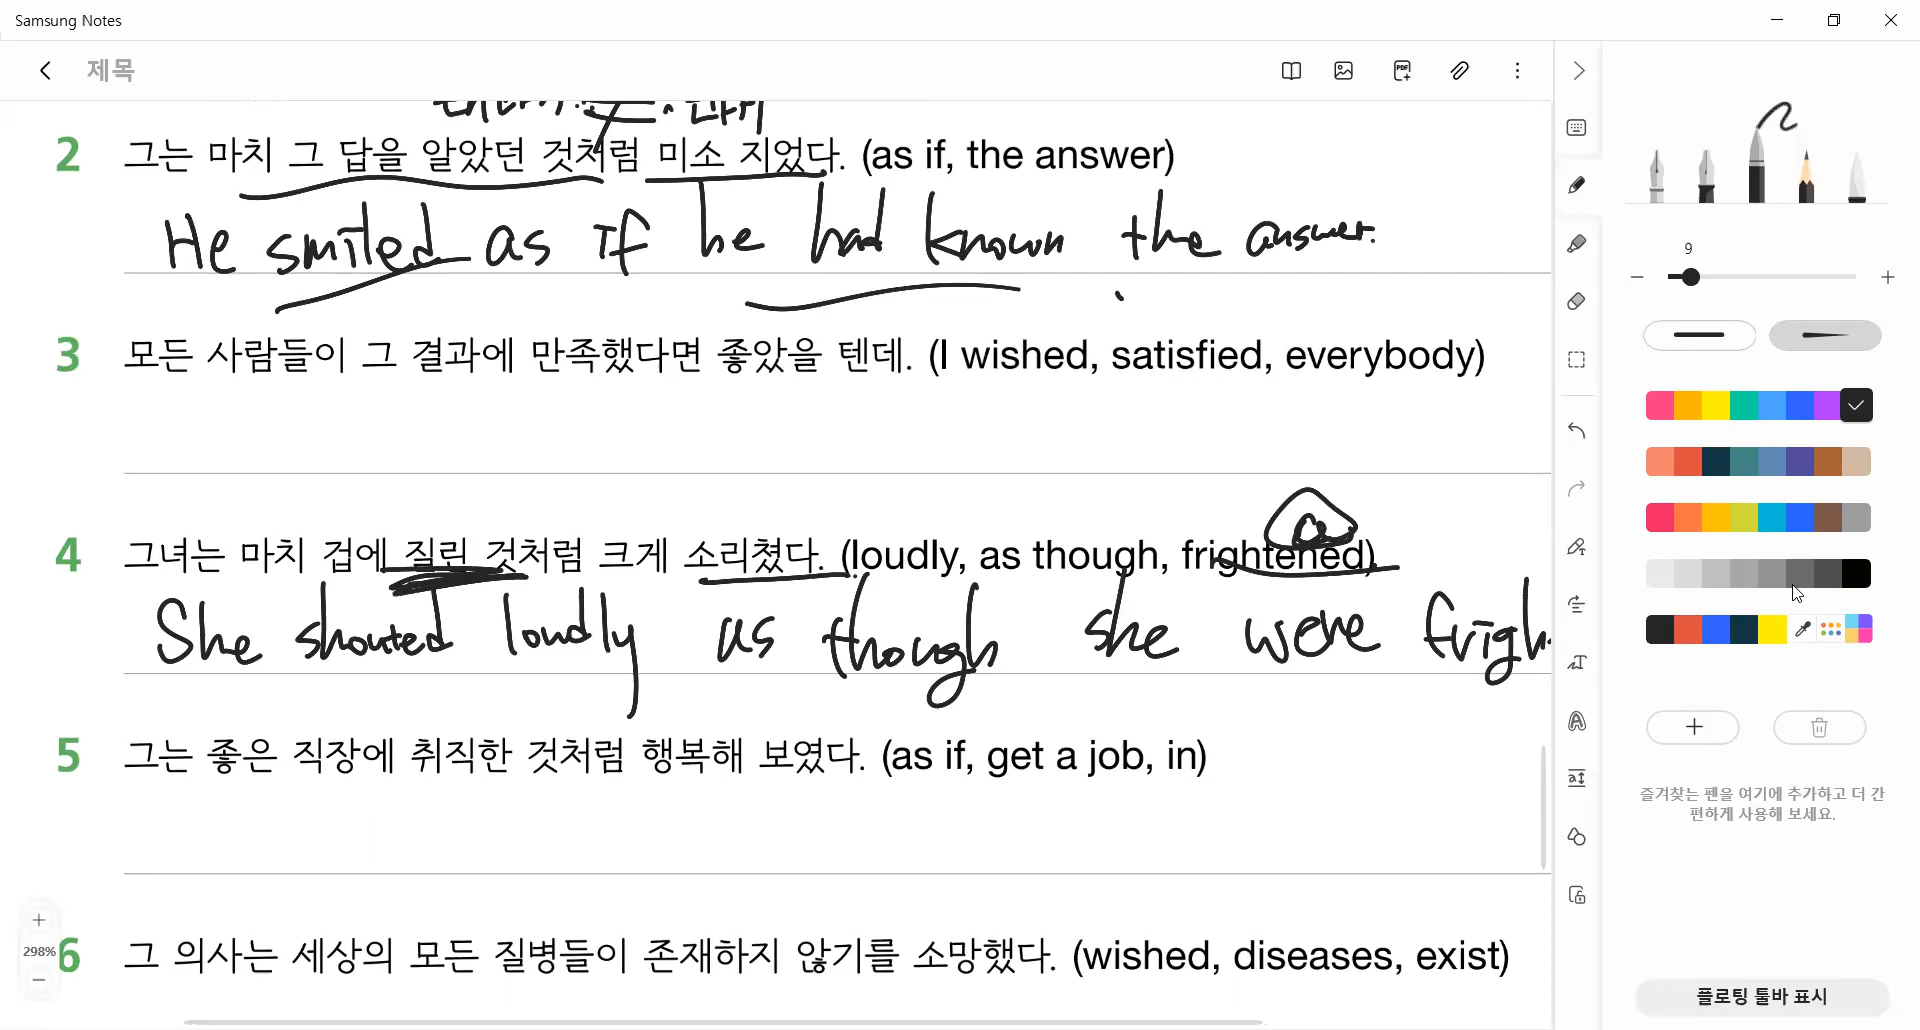 Samsung Notes
제목
2 그는 마치 그 답을 알았던 것처럼 미소 지었다. (as if, the answer)
He smiled as if he had known the answer.
3 모든 사람들이 그 결과에 만족했다면 좋았을 텐데. (I wished, satisfied, everybody)
4 그녀는 마치 겁에 질린 것처럼 크게 소리쳤다. (loudly, as though, frightened)
She shouted loudly as though she were frigh
5 그는 좋은 직장에 취직한 것처럼 행복해 보였다. (as if, get a job, in)
6 그 의사는 세상의 모든 질병들이 존재하지 않기를 소망했다. (wished, diseases, exist)
298%
PDF
9
즐겨찾는 펜을 여기에 추가하고 더 간
편하게 사용해 보세요.
플로팅 툴바 표시